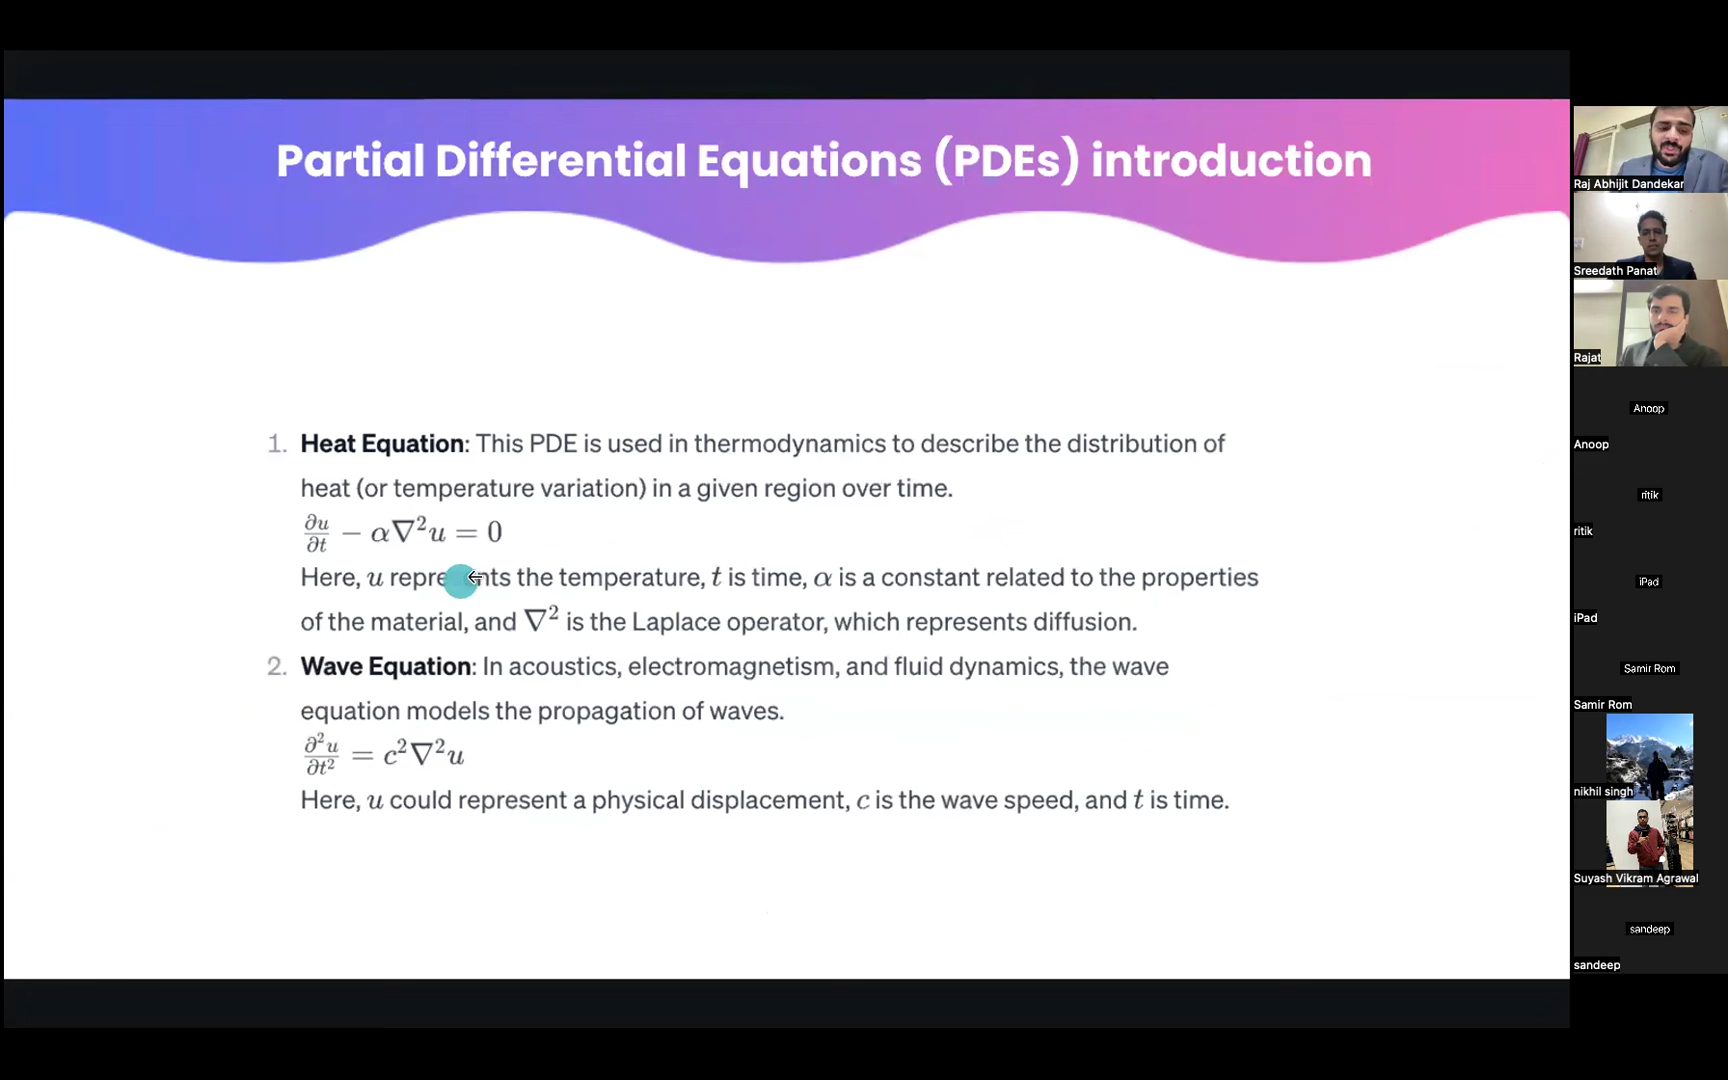 Partial Differential Equations (PDEs) introduction
1. Heat Equation: This PDE is used in thermodynamics to describe the distribution of
heat (or temperature variation) in a given region over time.
∂u/∂t − α∇²u = 0
Here, u represents the temperature, t is time, α is a constant related to the properties
of the material, and ∇² is the Laplace operator, which represents diffusion.
2. Wave Equation: In acoustics, electromagnetism, and fluid dynamics, the wave
equation models the propagation of waves.
∂²u/∂t² = c²∇²u
Here, u could represent a physical displacement, c is the wave speed, and t is time.
Raj Abhijit Dandekar
Sreedath Panat
Rajat
Anoop
Anoop
ritik
ritik
iPad
iPad
Samir Rom
Samir Rom
nikhil singh
Suyash Vikram Agrawal
sandeep
sandeep